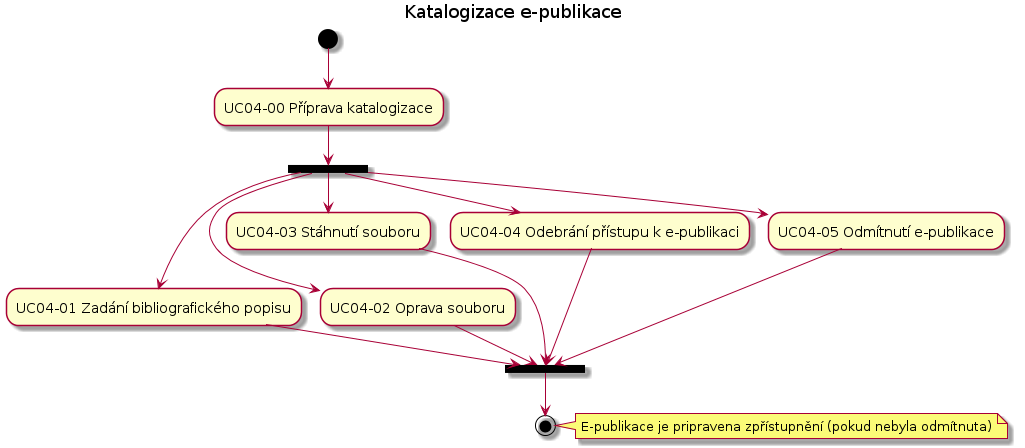 Katalogizace e-publikace
UC04-00 Příprava katalogizace
UC04-03 Stáhnutí souboru
UC04-04 Odebrání přístupu k e-publikaci
UC04-05 Odmítnutí e-publikace
UC04-01 Zadání bibliografického popisu
UC04-02 Oprava souboru
E-publikace je pripravena zpřístupnění (pokud nebyla odmítnuta)